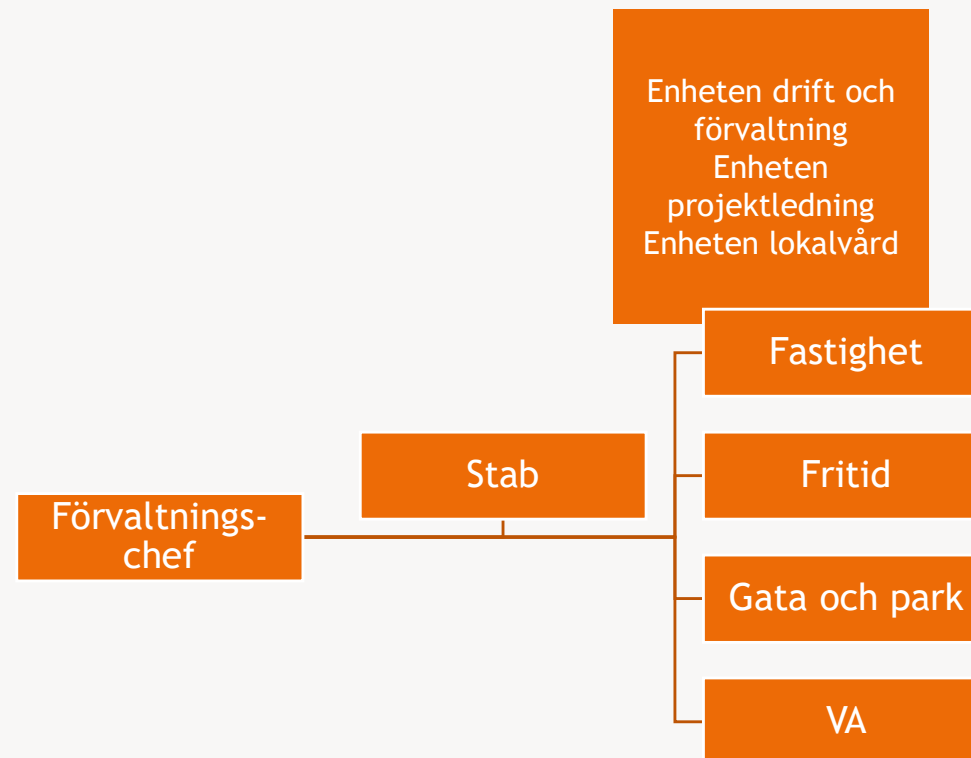 Enheten drift och
förvaltning
Enheten
projektledning
Enheten lokalvård
Fastighet
Stab
Fritid
Förvaltnings-
chef
Gata och park
VA